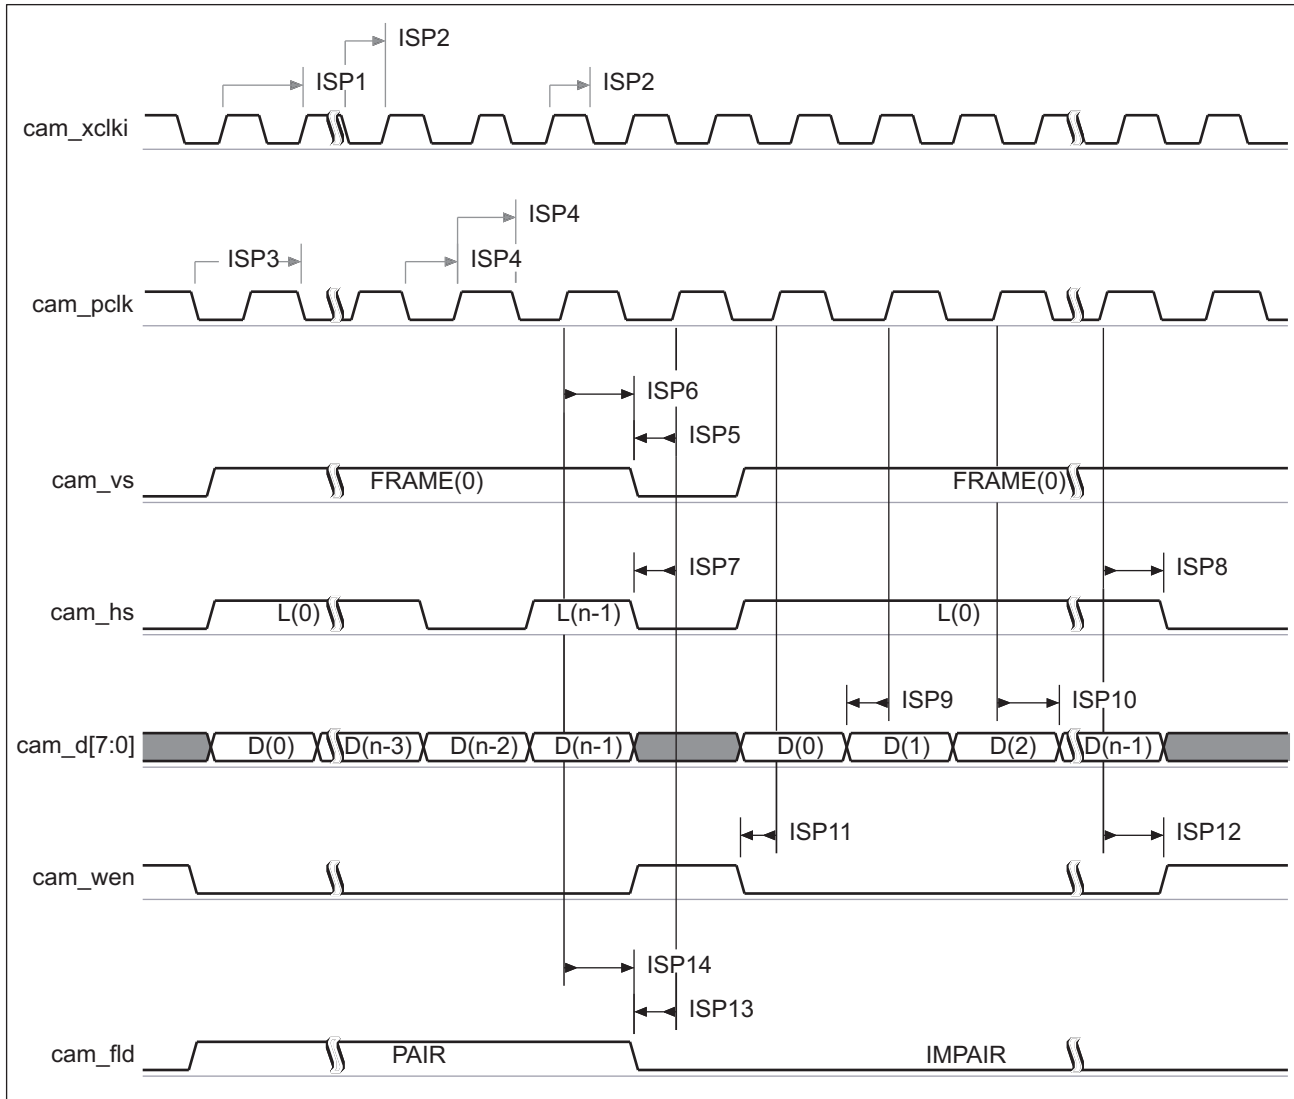 ISP2
ISP1 ISP2
cam_xclki
ISP4
ISP3 ISP4
cam_pclk
ISP6
ISP5
cam_vs FRAME(0) FRAME(0)
ISP7 ISP8
cam_hs L(0) L(n-1) L(0)
ISP9 ISP10
cam_d[7:0] D(0) D(n-3) D(n-2) D(n-1) D(0) D(1) D(2) D(n-1)
ISP11 ISP12
cam_wen
ISP14
ISP13
cam_fld PAIR IMPAIR